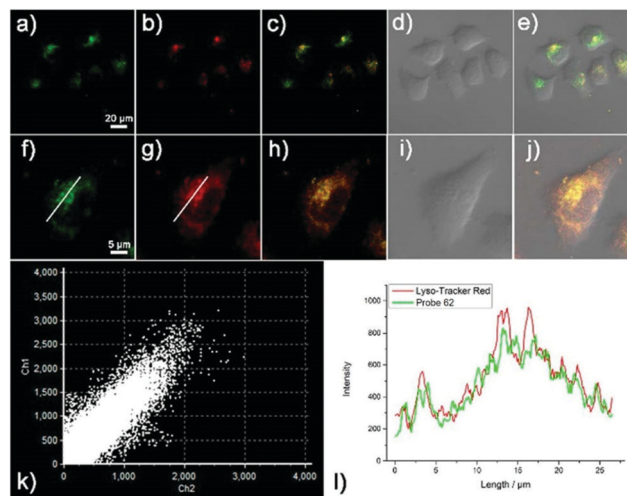 a)
b)
c)
d)
e)
20 μm
f)
g)
h)
i)
j)
5 μm
4,000
3,500
3,000
2,500
2,000
1,500
1,000
500
0
Ch1
0
1,000
2,000
3,000
4,000
Ch2
k)
Lyso-Tracker Red
Probe 62
1000
800
600
400
200
0
Intensity
0
5
10
15
20
25
Length / μm
l)